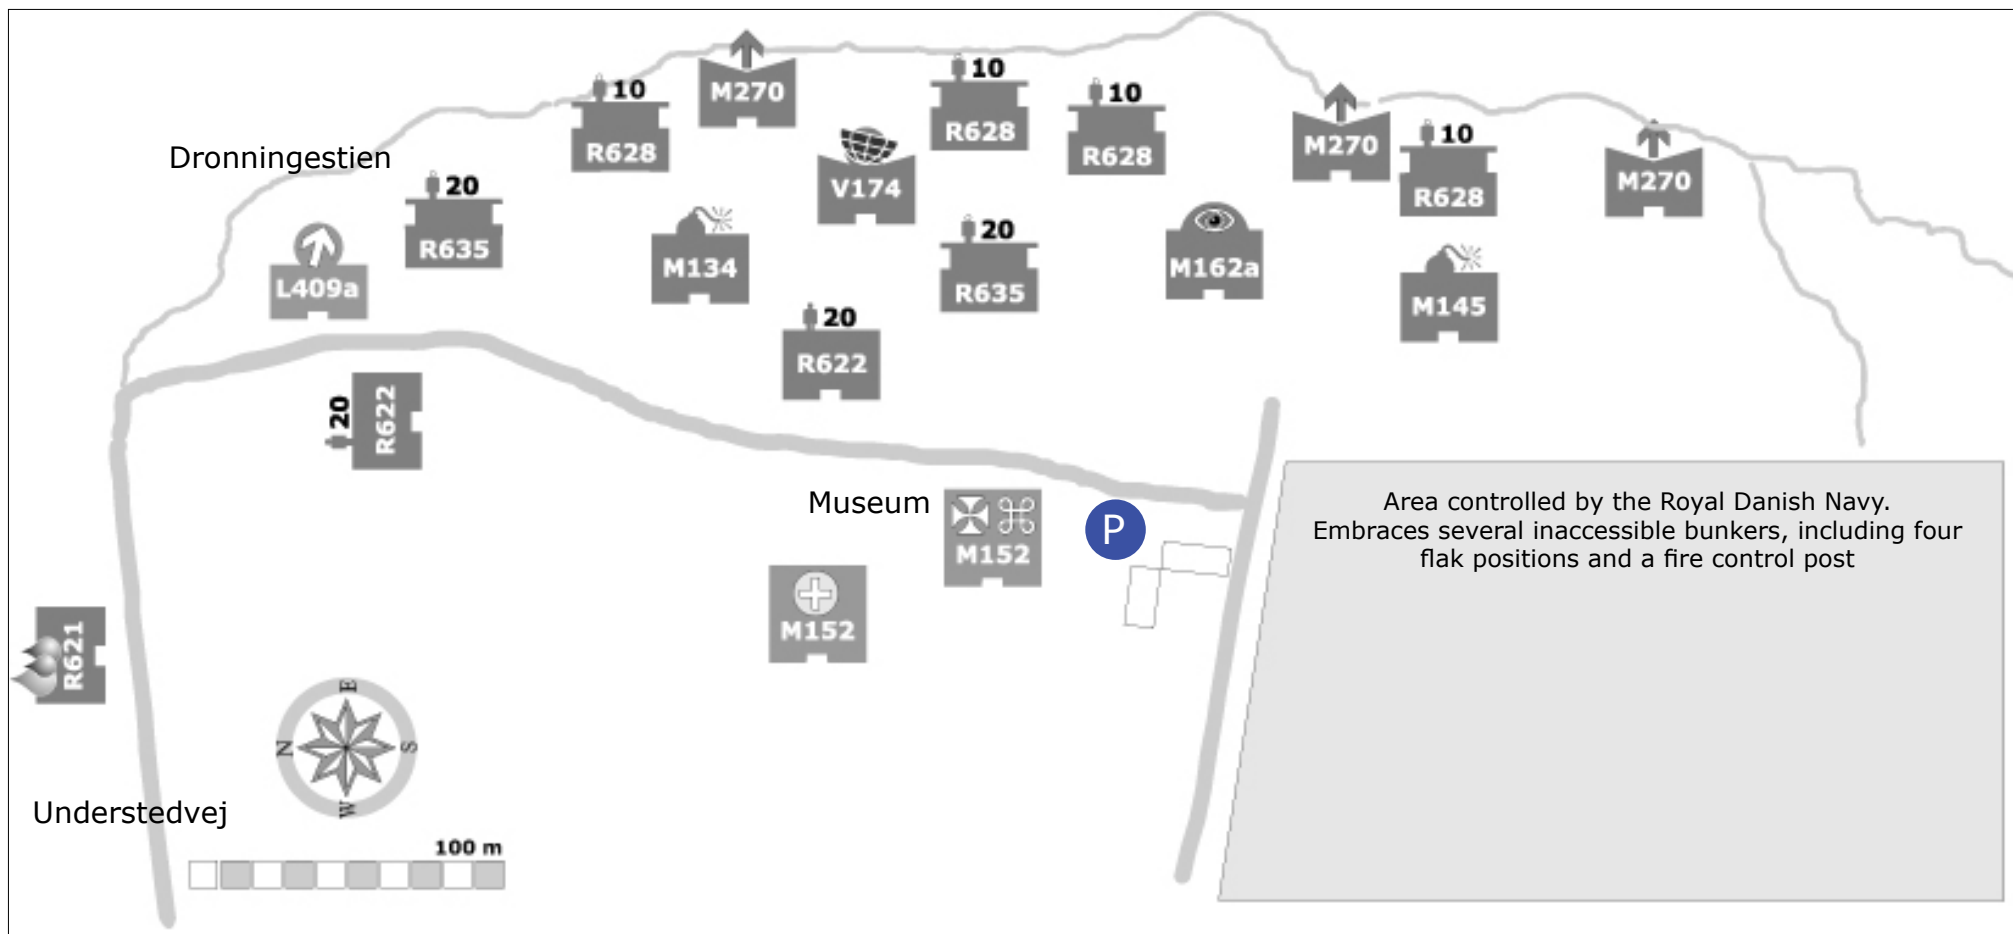 10
M270
10
10
M270
10
M270
R628
R628
R628
R628
Dronningestien
20
V174
R635
M134
20
M162a
L409a
R635
M145
20
R622
20
R622
Museum
M152
P
Area controlled by the Royal Danish Navy.
Embraces several inaccessible bunkers, including four
flak positions and a fire control post
M152
R621
E
N
S
W
Understedvej
100 m